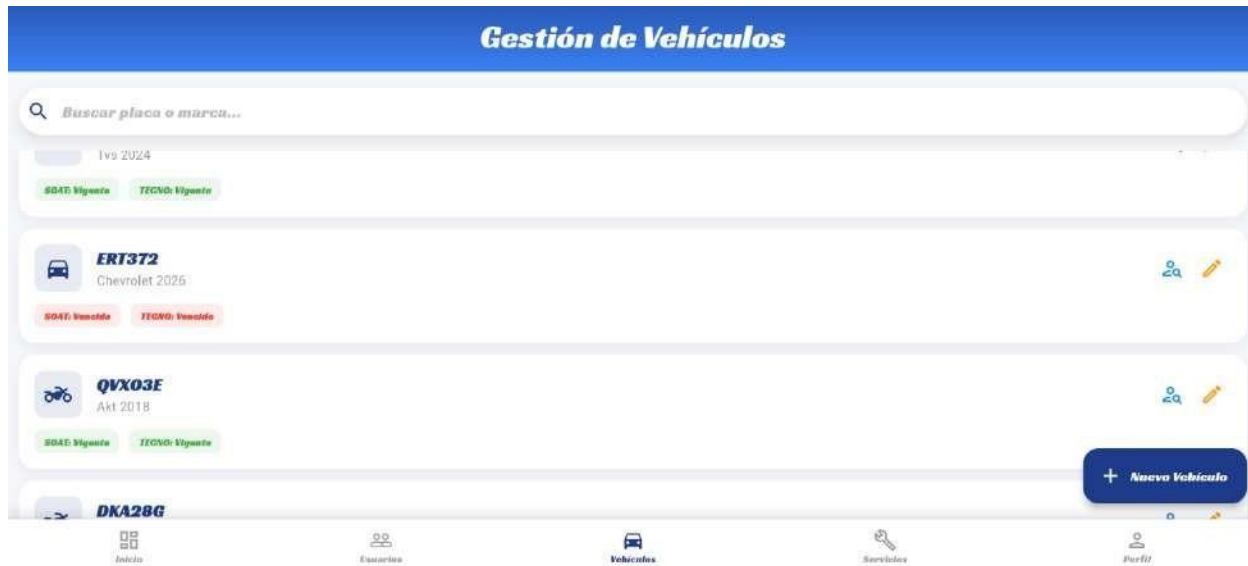 Gestión de Vehículos
Buscar placa o marca...
Tvs 2024
SOAT: Vigente TECNO: Vigente
ERT372
Chevrolet 2026
SOAT: Vencido TECNO: Vencido
QVX03E
Akt 2018
SOAT: Vigente TECNO: Vigente
+ Nuevo Vehículo
DKA28G
Inicio Usuarios Vehículos Servicios Perfil